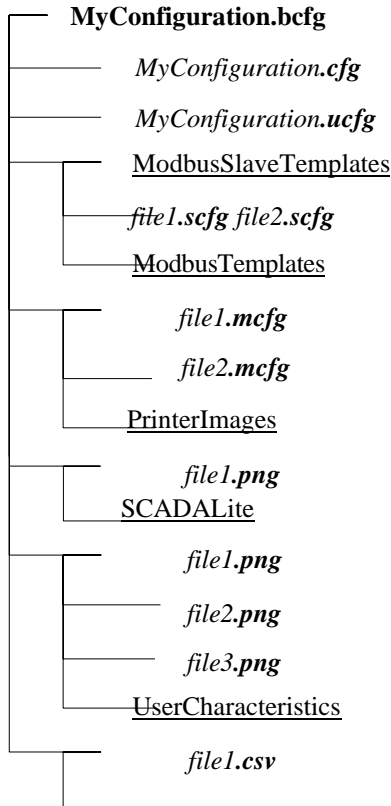 MyConfiguration.bcfg
MyConfiguration.cfg
MyConfiguration.ucfg
ModbusSlaveTemplates
file1.scfg file2.scfg
ModbusTemplates
file1.mcfg
file2.mcfg
PrinterImages
file1.png
SCADALite
file1.png
file2.png
file3.png
UserCharacteristics
file1.csv